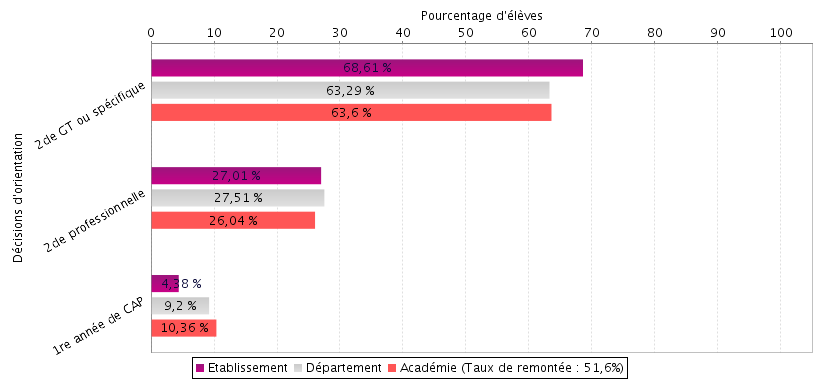 Pourcentage d'élèves
0 10 20 30 40 50 60 70 80 90 100
Décisions d'orientation
2de GT ou spécifique
68,61 %
63,29 %
63,6 %
2de professionnelle
27,01 %
27,51 %
26,04 %
1re année de CAP
4,38 %
9,2 %
10,36 %
Etablissement Département Académie (Taux de remontée : 51,6%)